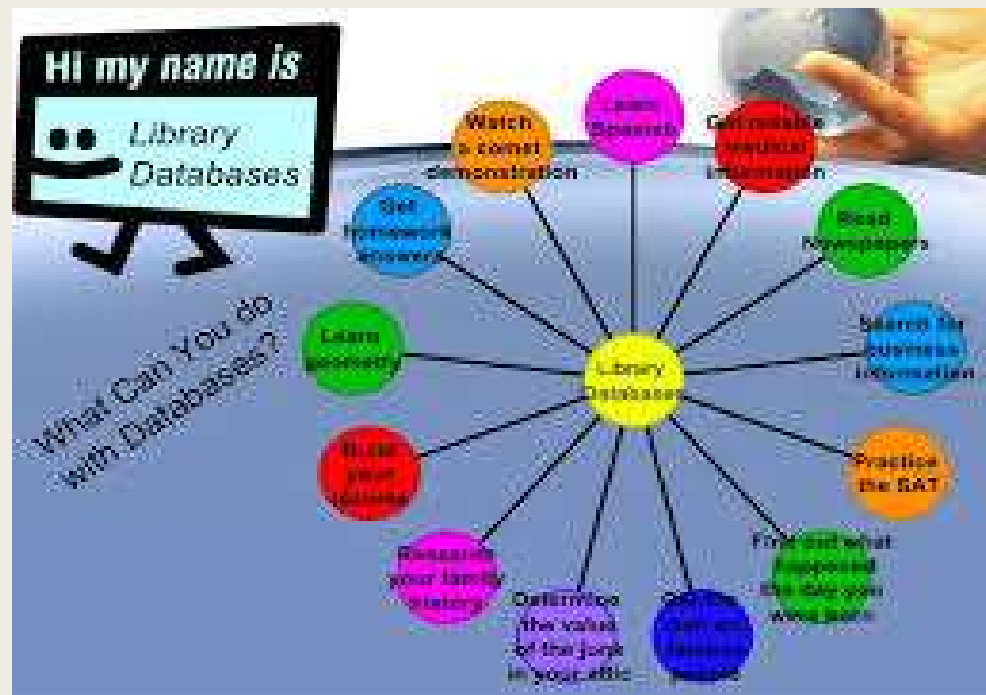 Hi my name is
Library
Databases
What Can You do
with Databases?
Library
Databases
Learn
Spanish
Get reliable
medical
information
Read
Newspapers
Search for
business
information
Practice
the SAT
Find out what
happened
the day you
were born
people
Determine
the value
of the junk
in your attic
Research
your family
history
your
Learn
geometry
Get
homework
answers
Watch
a comet
demonstration